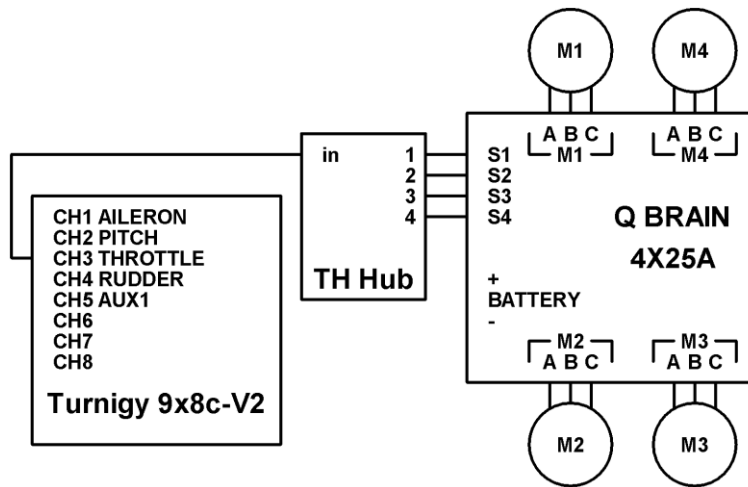 M1 M4
A B C A B C
M1 M4
in 1 S1
2 S2
3 S3
4 S4
TH Hub
Q BRAIN
4X25A
+
BATTERY
-
M2 M3
A B C A B C
M2 M3
CH1 AILERON
CH2 PITCH
CH3 THROTTLE
CH4 RUDDER
CH5 AUX1
CH6
CH7
CH8
Turnigy 9x8c-V2